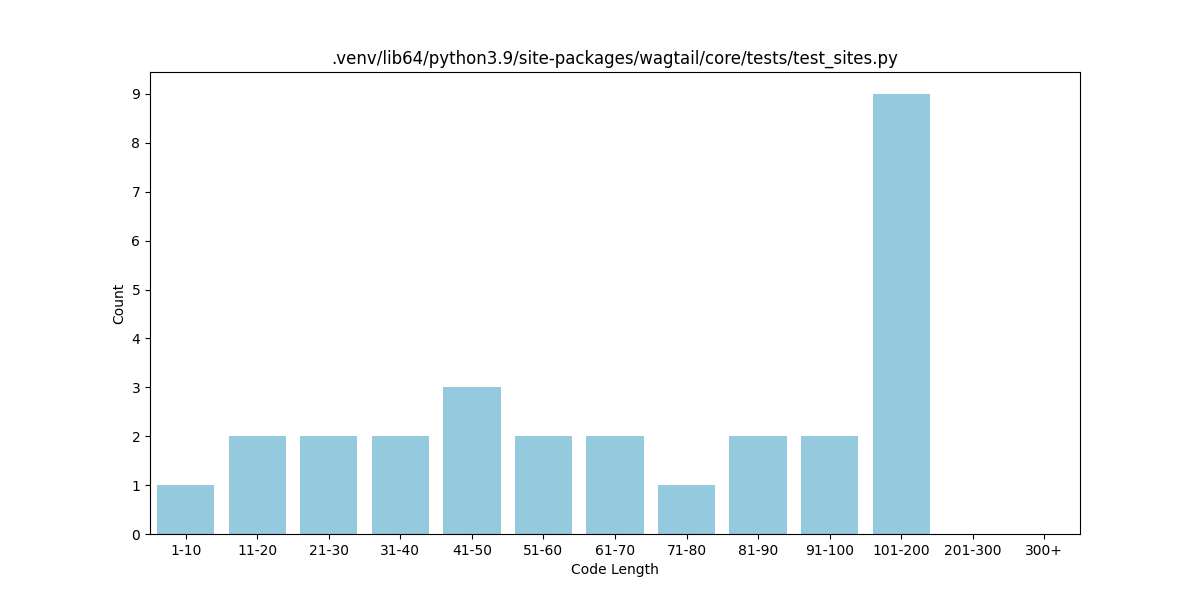 .venv/lib64/python3.9/site-packages/wagtail/core/tests/test_sites.py
Count
9
8
7
6
5
4
3
2
1
0
1-10 11-20 21-30 31-40 41-50 51-60 61-70 71-80 81-90 91-100 101-200 201-300 300+
Code Length